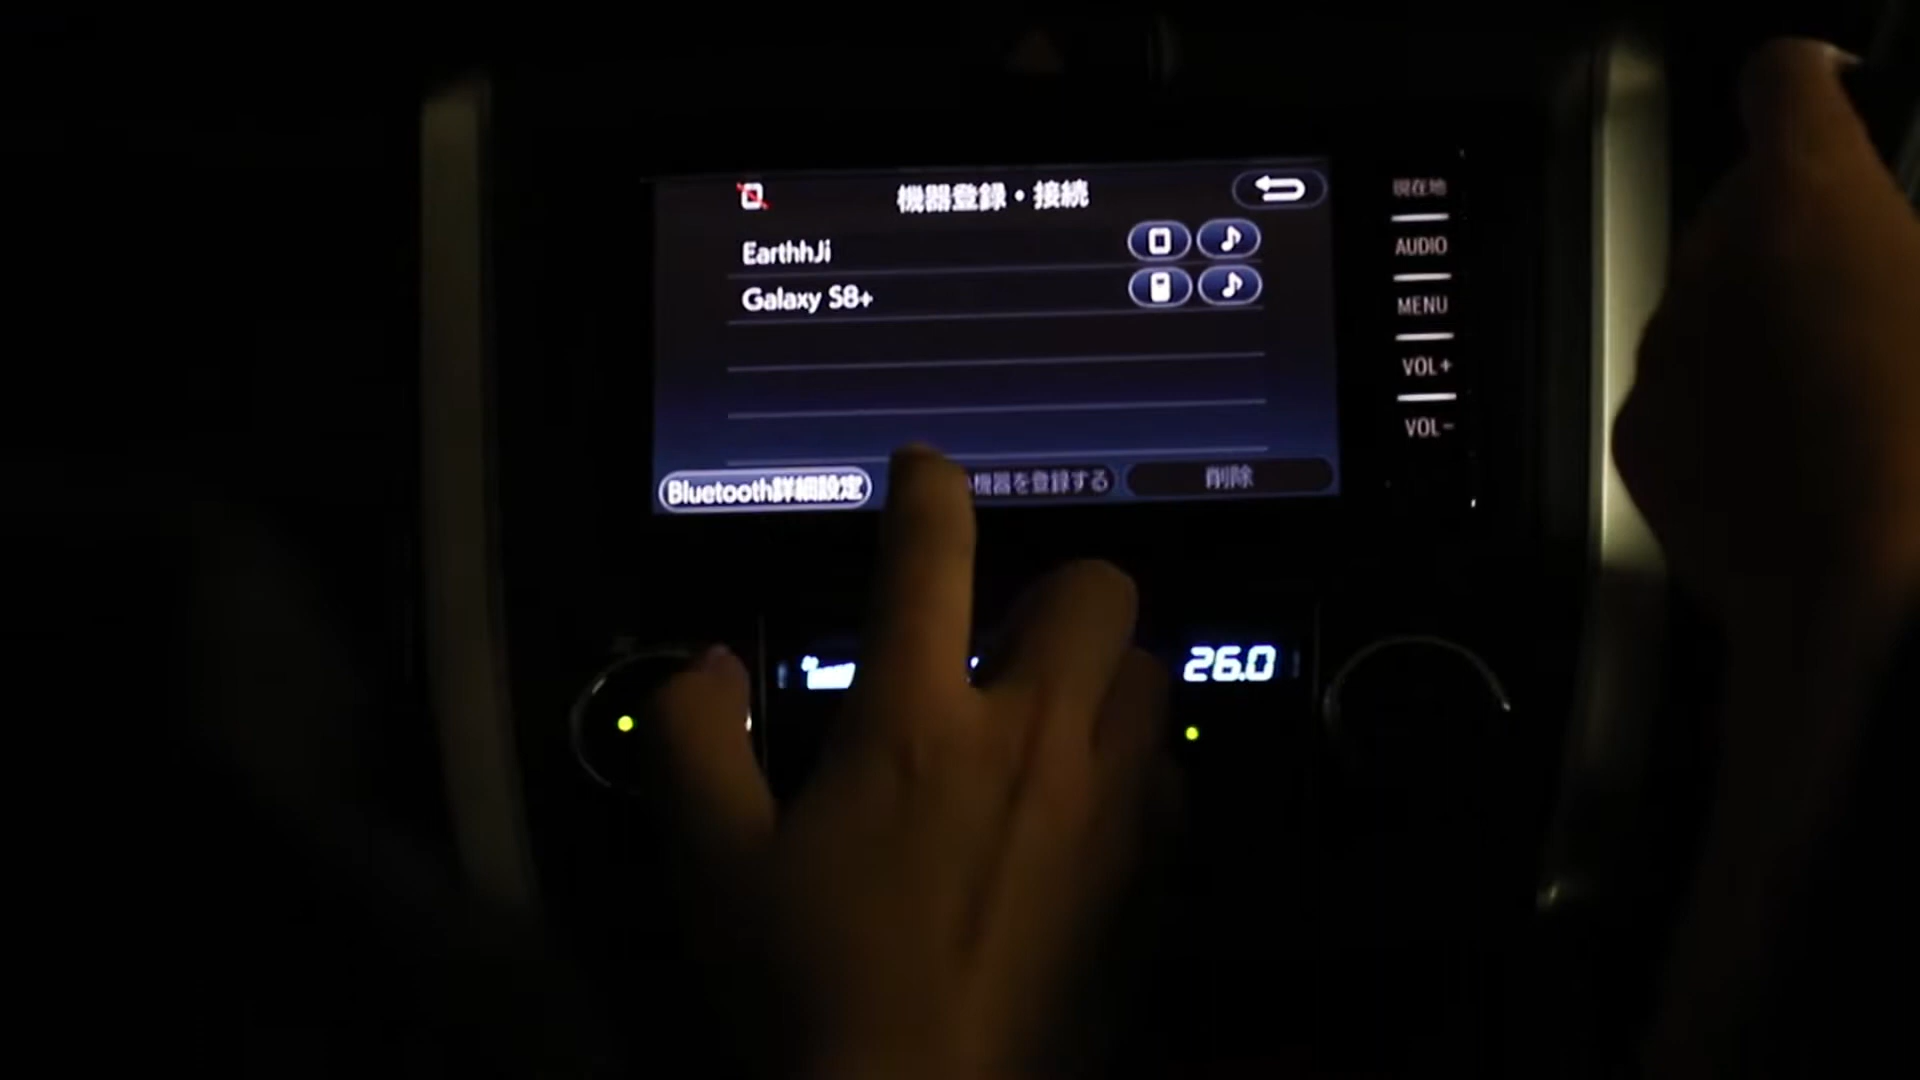 機器登録・接続
EarthhJi
Galaxy S8+
Bluetooth詳細設定
機器を登録する
削除
現在地
AUDIO
MENU
VOL+
VOL-
26.0